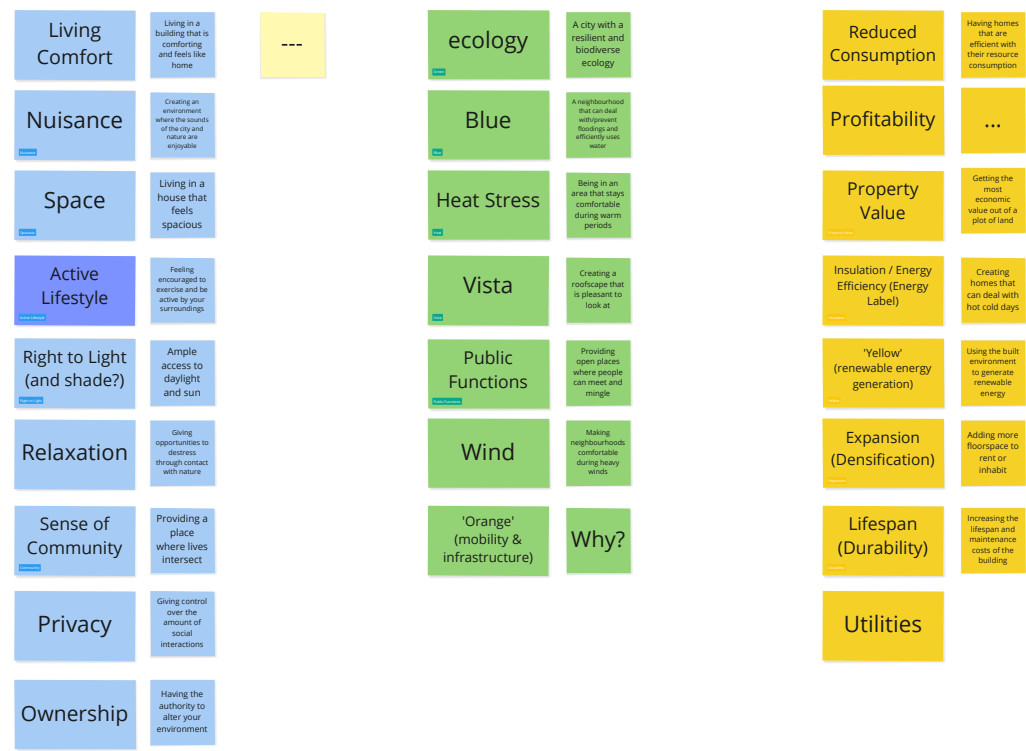 Living
Comfort
Living in a
building that is
comforting
and feels like
home
---
Nuisance
Nuisance
Creating an
environment
where the sounds
of the city and
nature are
enjoyable
Space
Spacious
Living in a
house that
feels
spacious
Active
Lifestyle
Active Lifestyle
Feeling
encouraged to
exercise and be
active by your
surroundings
Right to Light
(and shade?)
Right to Light
Ample
access to
daylight
and sun
Relaxation
Giving
opportunities to
destress
through contact
with nature
Sense of
Community
Community
Providing a
place
where lives
intersect
Privacy
Giving control
over the
amount of
social
interactions
Ownership
Having the
authority to
alter your
environment
ecology
Green
A city with a
resilient and
biodiverse
ecology
Blue
Blue
A neighbourhood
that can deal
with/prevent
floodings and
efficiently uses
water
Heat Stress
Heat
Being in an
area that stays
comfortable
during warm
periods
Vista
Vista
Creating a
roofscape that
is pleasant to
look at
Public
Functions
Public Functions
Providing
open places
where people
can meet and
mingle
Wind
Making
neighbourhoods
comfortable
during heavy
winds
'Orange'
(mobility &
infrastructure)
Why?
Reduced
Consumption
Having homes
that are
efficient with
their resource
consumption
Profitability
...
Property
Value
Property Value
Getting the
most
economic
value out of a
plot of land
Insulation / Energy
Efficiency (Energy
Label)
Insulation
Creating
homes that
can deal with
hot cold days
'Yellow'
(renewable energy
generation)
Yellow
Using the built
environment
to generate
renewable
energy
Expansion
(Densification)
Adding more
floorspace to
rent or
inhabit
Lifespan
(Durability)
Durability
Increasing the
lifespan and
maintenance
costs of the
building
Utilities